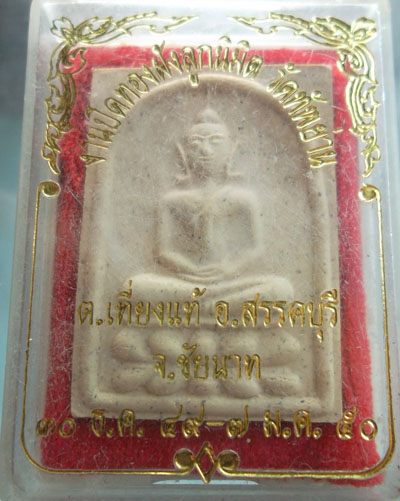 งานปิดทองฝังลูกนิมิต วัดทัพย่าน
ต.เที่ยงแท้ อ.สรรคบุรี
จ.ชัยนาท
๓๐ ธ.ค. ๔๙-๗ ม.ค. ๕๐